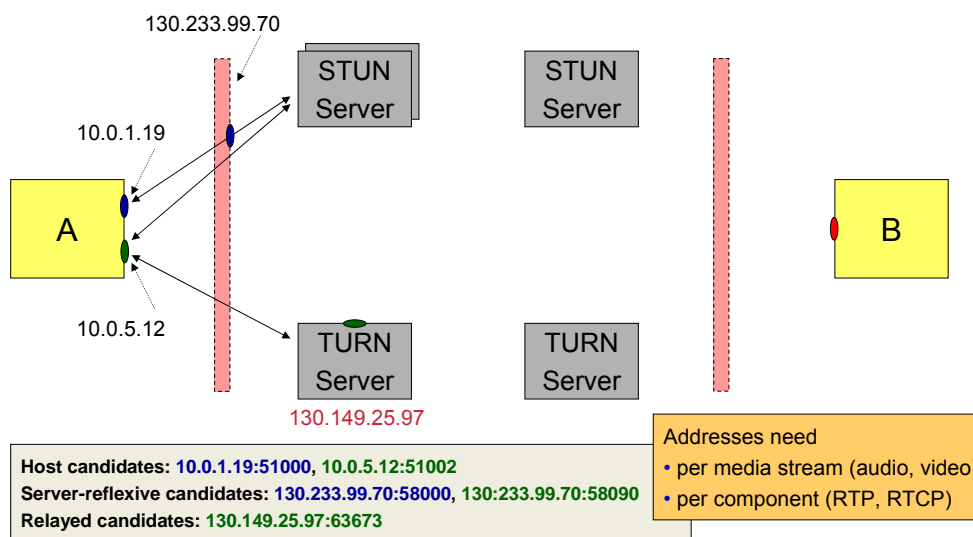 130.233.99.70
STUN
Server
STUN
Server
10.0.1.19
A
B
10.0.5.12
TURN
Server
TURN
Server
130.149.25.97
Host candidates: 10.0.1.19:51000, 10.0.5.12:51002
Server-reflexive candidates: 130.233.99.70:58000, 130:233.99.70:58090
Relayed candidates: 130.149.25.97:63673
Addresses need
• per media stream (audio, video
• per component (RTP, RTCP)